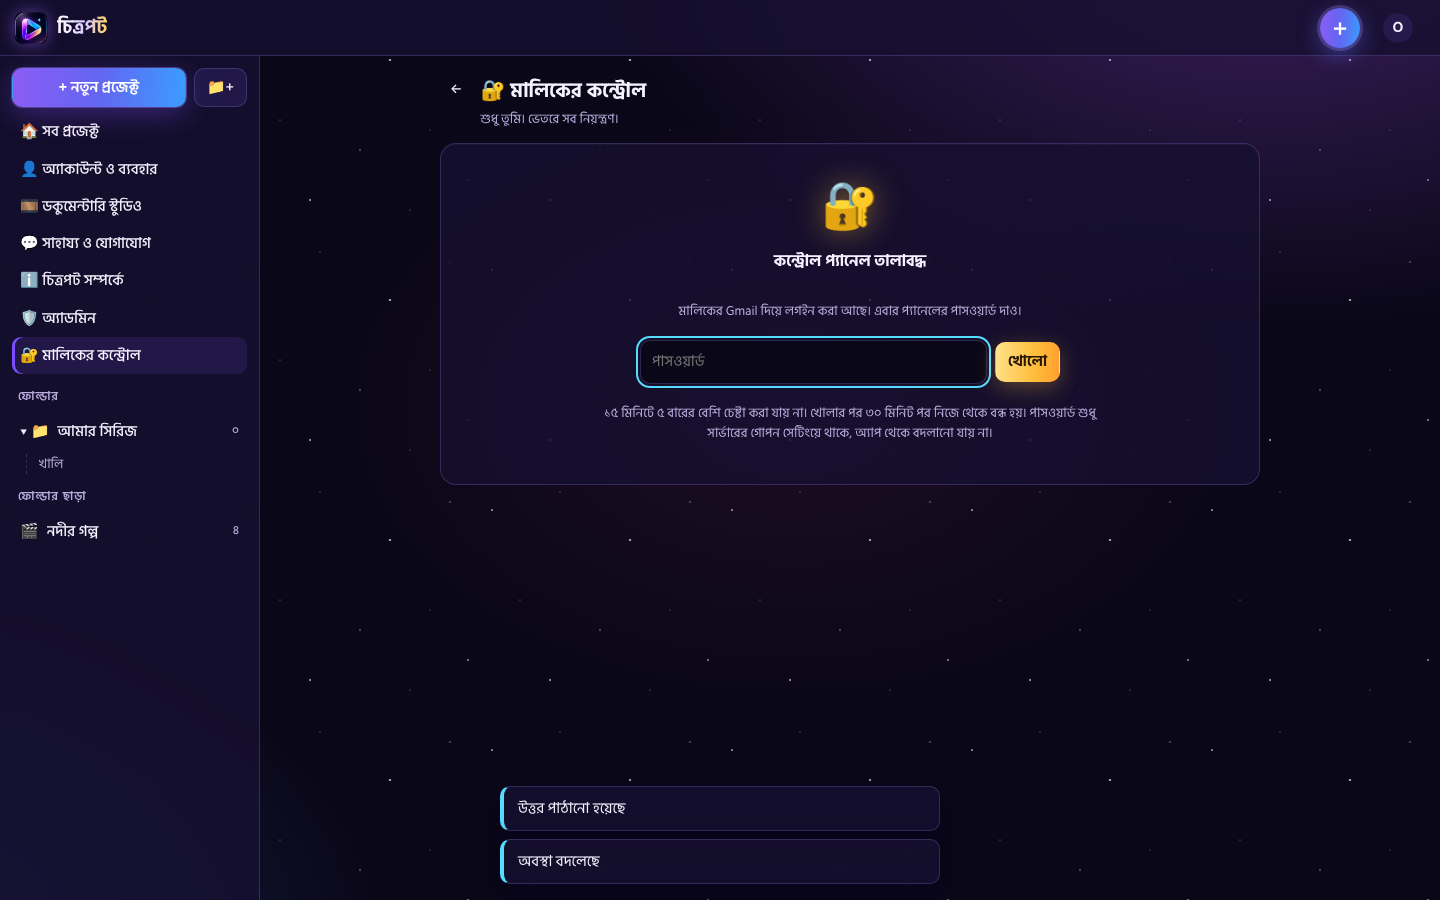 চিত্রপট
+
O
+ নতুন প্রজেক্ট
+
সব প্রজেক্ট
অ্যাকাউন্ট ও ব্যবহার
ডকুমেন্টারি স্টুডিও
সাহায্য ও যোগাযোগ
চিত্রপট সম্পর্কে
অ্যাডমিন
মালিকের কন্ট্রোল
ফোল্ডার
আমার সিরিজ ০
খালি
ফোল্ডার ছাড়া
নদীর গল্প ৪
← মালিকের কন্ট্রোল
শুধু তুমি। ভেতরে সব নিয়ন্ত্রণ।
কন্ট্রোল প্যানেল তালাবদ্ধ
মালিকের Gmail দিয়ে লগইন করা আছে। এবার প্যানেলের পাসওয়ার্ড দাও।
পাসওয়ার্ড
খোলো
১৫ মিনিটে ৫ বারের বেশি চেষ্টা করা যায় না। খোলার পর ৩০ মিনিট পর নিজে থেকে বন্ধ হয়। পাসওয়ার্ড শুধু
সার্ভারের গোপন সেটিংয়ে থাকে, অ্যাপ থেকে বদলানো যায় না।
উত্তর পাঠানো হয়েছে
অবস্থা বদলেছে